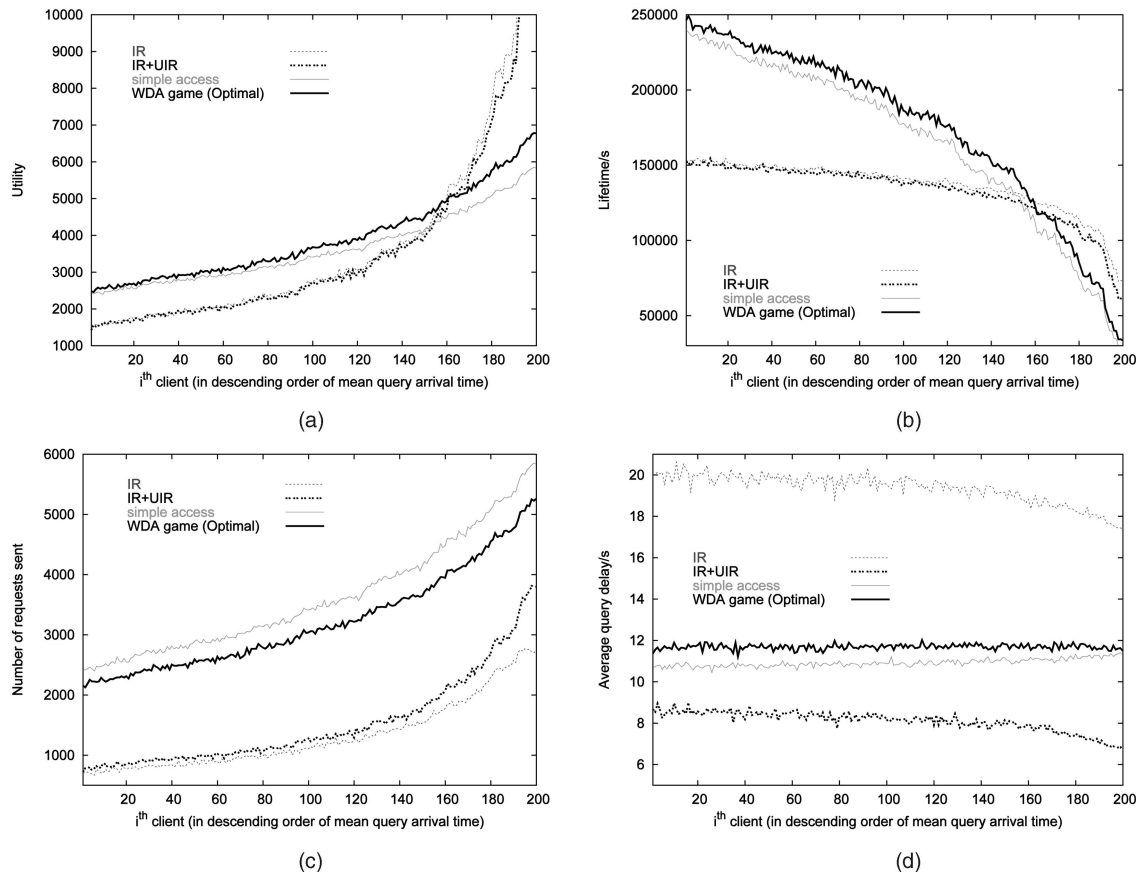 10000
9000
8000
7000
6000
5000
4000
3000
2000
1000
Utility
IR
IR+UIR
simple access
WDA game (Optimal)
20 40 60 80 100 120 140 160 180 200
i^th client (in descending order of mean query arrival time)
(a)
250000
200000
150000
100000
50000
Lifetime/s
IR
IR+UIR
simple access
WDA game (Optimal)
20 40 60 80 100 120 140 160 180 200
i^th client (in descending order of mean query arrival time)
(b)
6000
5000
4000
3000
2000
1000
Number of requests sent
IR
IR+UIR
simple access
WDA game (Optimal)
20 40 60 80 100 120 140 160 180 200
i^th client (in descending order of mean query arrival time)
(c)
20
18
16
14
12
10
8
6
Average query delay/s
IR
IR+UIR
simple access
WDA game (Optimal)
20 40 60 80 100 120 140 160 180 200
i^th client (in descending order of mean query arrival time)
(d)